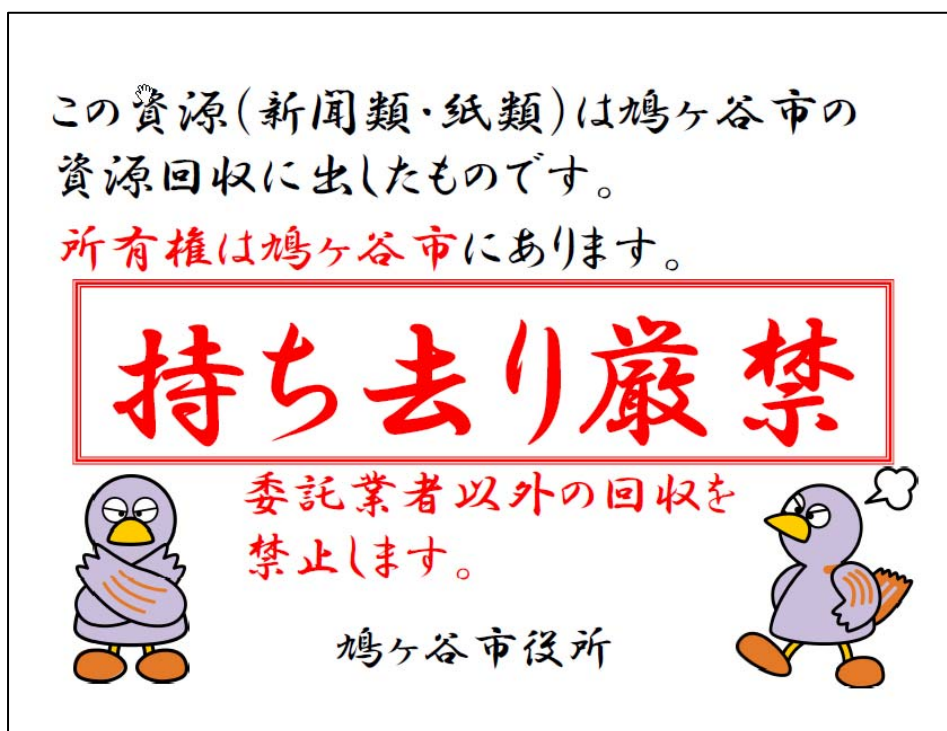 この資源(新聞類・紙類)は鳩ヶ谷市の
資源回収に出したものです。
所有権は鳩ヶ谷市にあります。
持ち去り厳禁
委託業者以外の回収を
禁止します。
鳩ヶ谷市役所